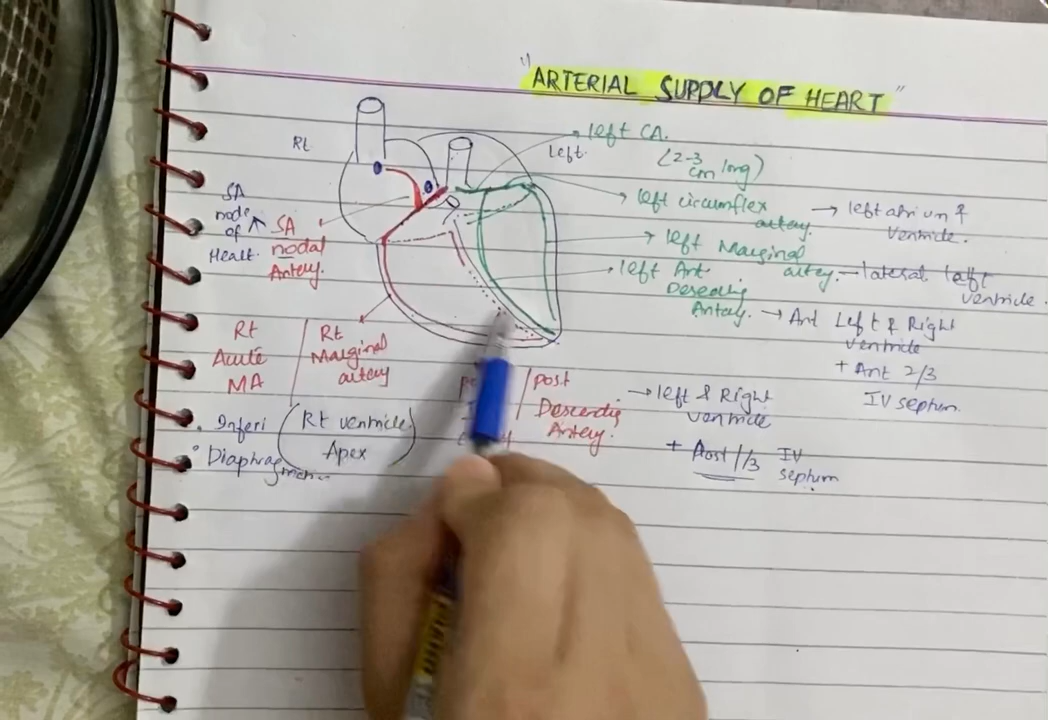 "ARTERIAL SUPPLY OF HEART"
Rt
left CA.
Left
(2-3
cm long)
left circumflex
artery.
→ left atrium &
Ventricle.
left Marginal
artey. — lateral left
ventricle.
left Ant
Descending
Artery.
→ Ant Left & Right
ventricle
+ Ant 2/3
IV septum.
SA
node
of
Heart
SA
nodal
Artery.
Rt
Acute
MA
Rt
Marginal
artery
post
Descending
Artery.
→ left & Right
ventricle
+ Post 1/3 IV
septum
• Inferi
• Diaphragm
(Rt ventricle)
Apex